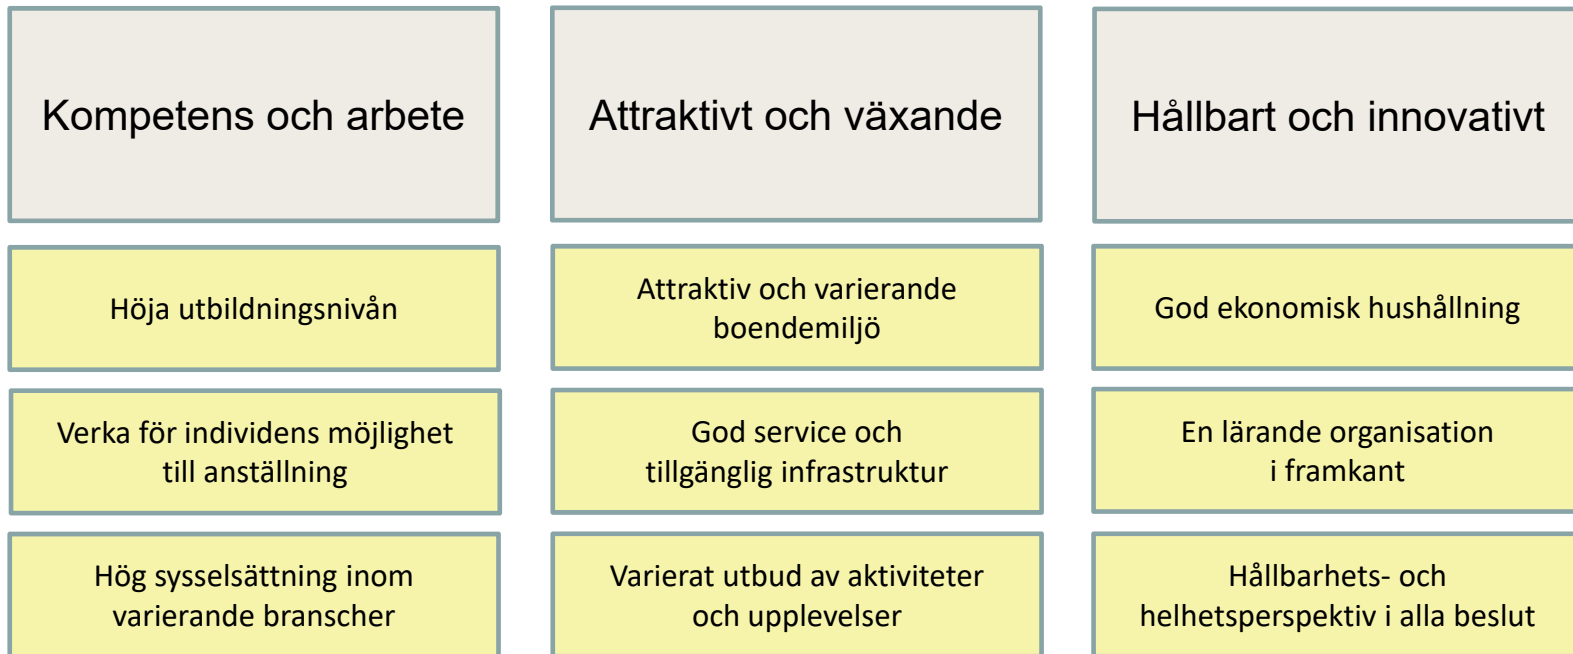 Kompetens och arbete
Höja utbildningsnivån
Verka för individens möjlighet
till anställning
Hög sysselsättning inom
varierande branscher
Attraktivt och växande
Attraktiv och varierande
boendemiljö
God service och
tillgänglig infrastruktur
Varierat utbud av aktiviteter
och upplevelser
Hållbart och innovativt
God ekonomisk hushållning
En lärande organisation
i framkant
Hållbarhets- och
helhetsperspektiv i alla beslut